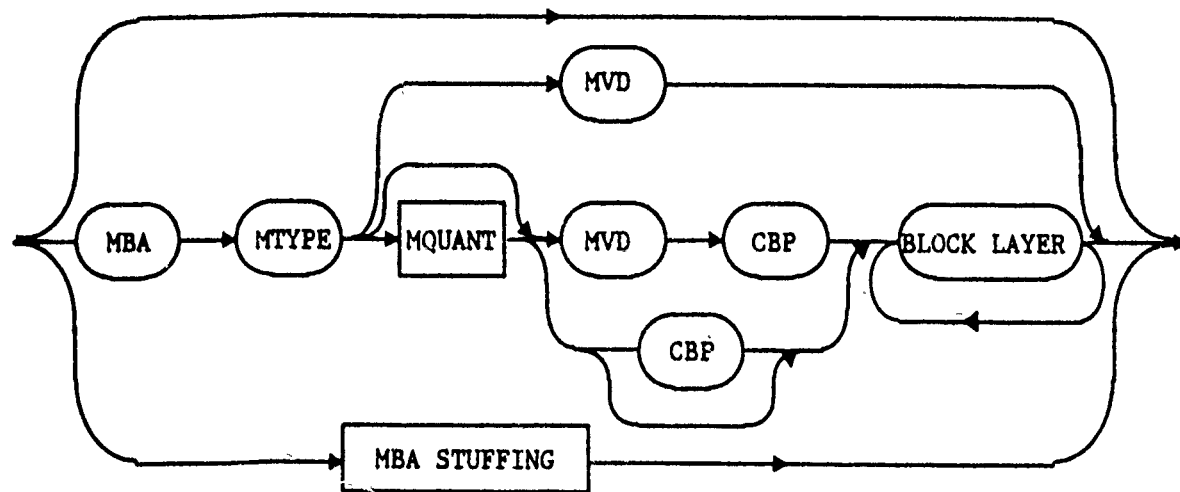 MVD
MBA
MTYPE
MQUANT
MVD
CBP
BLOCK LAYER
CBP
MBA STUFFING